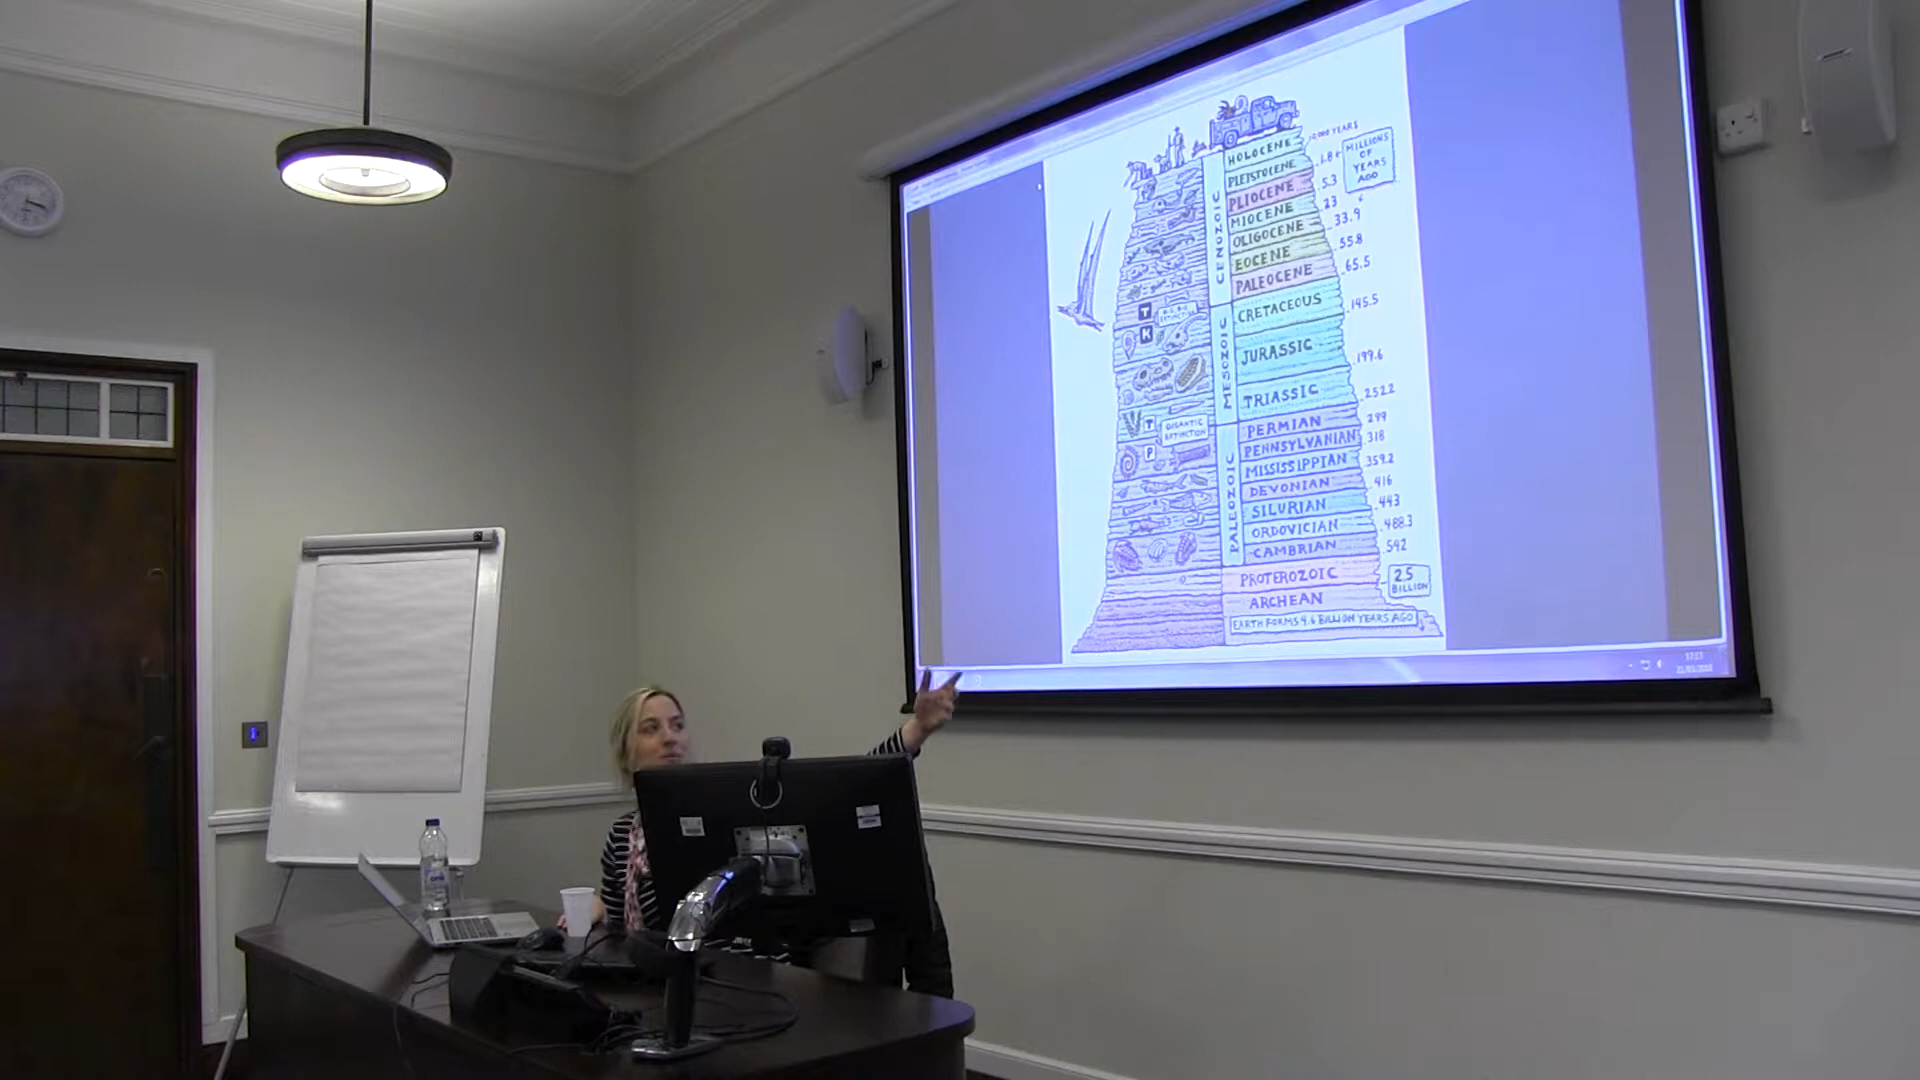 10,000 YEARS
HOLOCENE
1.8
MILLIONS
OF
YEARS
AGO
PLEISTOCENE
5.3
PLIOCENE
23
MIOCENE
33.9
OLIGOCENE
55.8
EOCENE
65.5
PALEOCENE
CENOZOIC
CRETACEOUS
145.5
T
K
EXTINCTION
JURASSIC
199.6
MESOZOIC
TRIASSIC
252.2
PERMIAN
299
T
P
GIGANTIC
EXTINCTION
PENNSYLVANIAN
318
MISSISSIPPIAN
359.2
DEVONIAN
416
SILURIAN
443
ORDOVICIAN
488.3
CAMBRIAN
542
PALEOZOIC
PROTEROZOIC
2.5
BILLION
ARCHEAN
EARTH FORMS 4.6 BILLION YEARS AGO